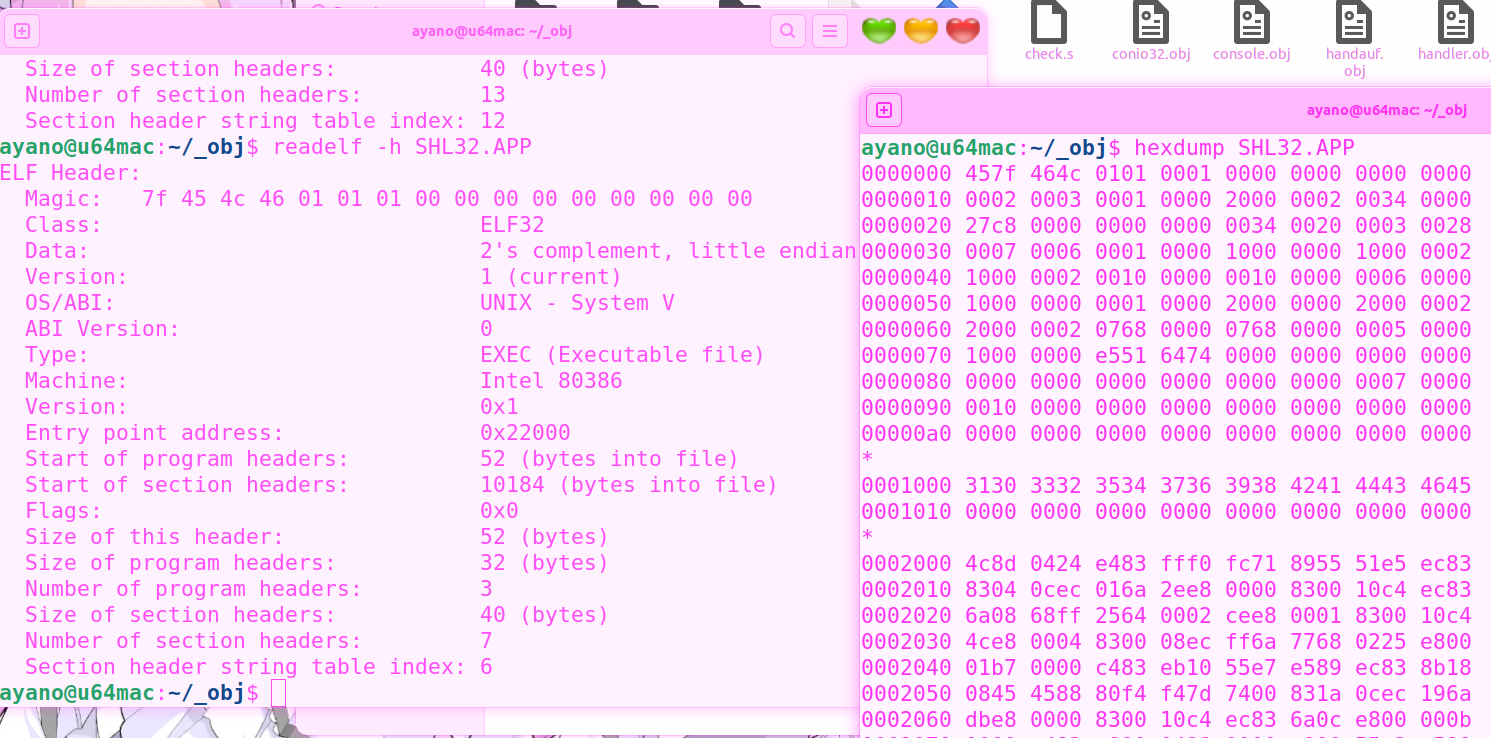 ayano@u64mac: ~/_obj
Size of section headers: 40 (bytes)
Number of section headers: 13
Section header string table index: 12
ayano@u64mac:~/_obj$ readelf -h SHL32.APP
ELF Header:
Magic: 7f 45 4c 46 01 01 01 00 00 00 00 00 00 00 00 00
Class: ELF32
Data: 2's complement, little endian
Version: 1 (current)
OS/ABI: UNIX - System V
ABI Version: 0
Type: EXEC (Executable file)
Machine: Intel 80386
Version: 0x1
Entry point address: 0x22000
Start of program headers: 52 (bytes into file)
Start of section headers: 10184 (bytes into file)
Flags: 0x0
Size of this header: 52 (bytes)
Size of program headers: 32 (bytes)
Number of program headers: 3
Size of section headers: 40 (bytes)
Number of section headers: 7
Section header string table index: 6
ayano@u64mac:~/_obj$
check.s
conio32.obj
console.obj
handauf.
obj
handler.obj
ayano@u64mac: ~/_obj
ayano@u64mac:~/_obj$ hexdump SHL32.APP
0000000 457f 464c 0101 0001 0000 0000 0000 0000
0000010 0002 0003 0001 0000 2000 0002 0034 0000
0000020 27c8 0000 0000 0000 0034 0020 0003 0028
0000030 0007 0006 0001 0000 1000 0000 1000 0002
0000040 1000 0002 0010 0000 0010 0000 0006 0000
0000050 1000 0000 0001 0000 2000 0000 2000 0002
0000060 2000 0002 0768 0000 0768 0000 0005 0000
0000070 1000 0000 e551 6474 0000 0000 0000 0000
0000080 0000 0000 0000 0000 0000 0000 0007 0000
0000090 0010 0000 0000 0000 0000 0000 0000 0000
00000a0 0000 0000 0000 0000 0000 0000 0000 0000
*
0001000 3130 3332 3534 3736 3938 4241 4443 4645
0001010 0000 0000 0000 0000 0000 0000 0000 0000
*
0002000 4c8d 0424 e483 fff0 fc71 8955 51e5 ec83
0002010 8304 0cec 016a 2ee8 0000 8300 10c4 ec83
0002020 6a08 68ff 2564 0002 cee8 0001 8300 10c4
0002030 4ce8 0004 8300 08ec ff6a 7768 0225 e800
0002040 01b7 0000 c483 eb10 55e7 e589 ec83 8b18
0002050 0845 4588 80f4 f47d 7400 831a 0cec 196a
0002060 dbe8 0000 8300 10c4 ec83 6a0c e800 000b